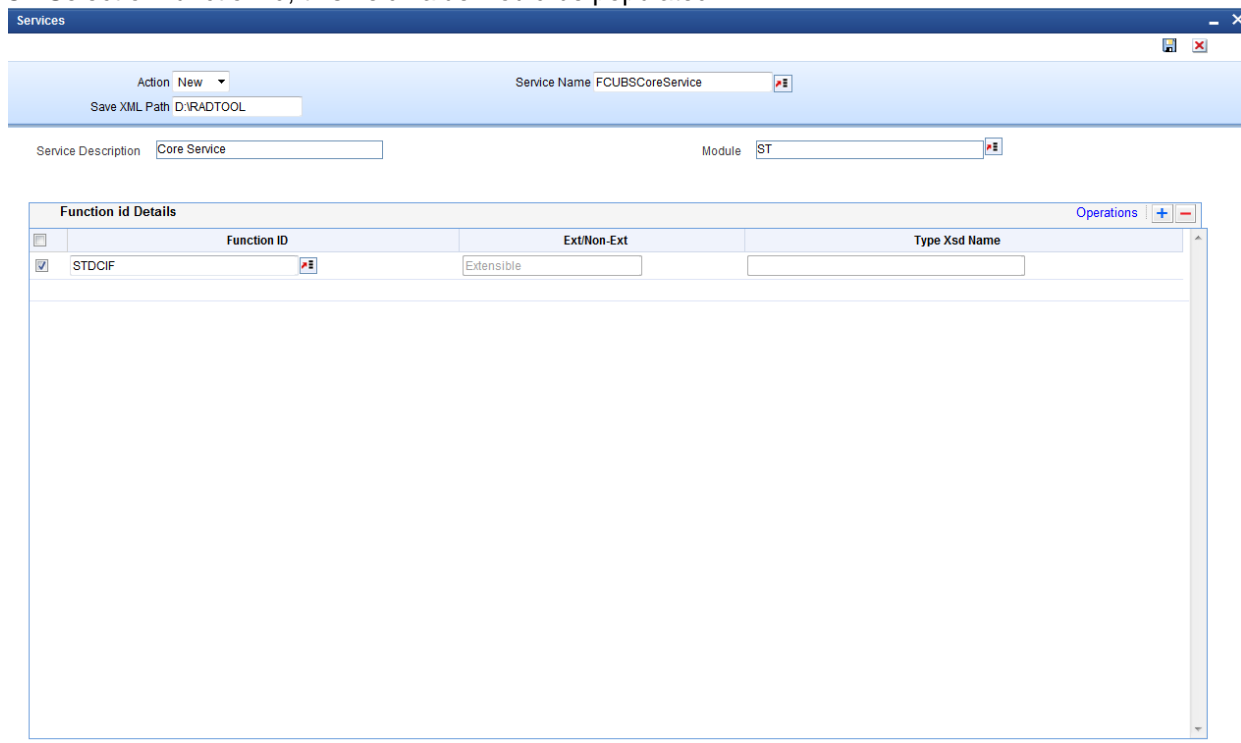 Services
Action New
Service Name FCUBSCoreService
Save XML Path D:\RADTOOL
Service Description Core Service
Module ST
Function id Details
Operations
Function ID Ext/Non-Ext Type Xsd Name
STDCIF Extensible